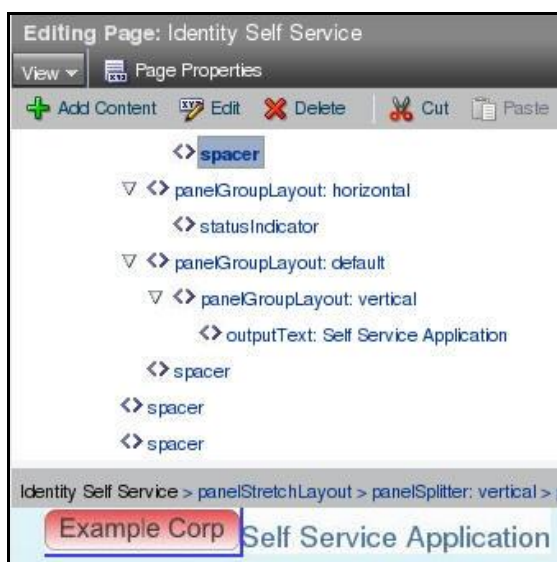 Editing Page: Identity Self Service
View Page Properties
Add Content Edit Delete Cut Paste
<> spacer
<> panelGroupLayout: horizontal
<> statusIndicator
<> panelGroupLayout: default
<> panelGroupLayout: vertical
<> outputText: Self Service Application
<> spacer
<> spacer
<> spacer
Identity Self Service > panelStretchLayout > panelSplitter: vertical >
Example Corp Self Service Application